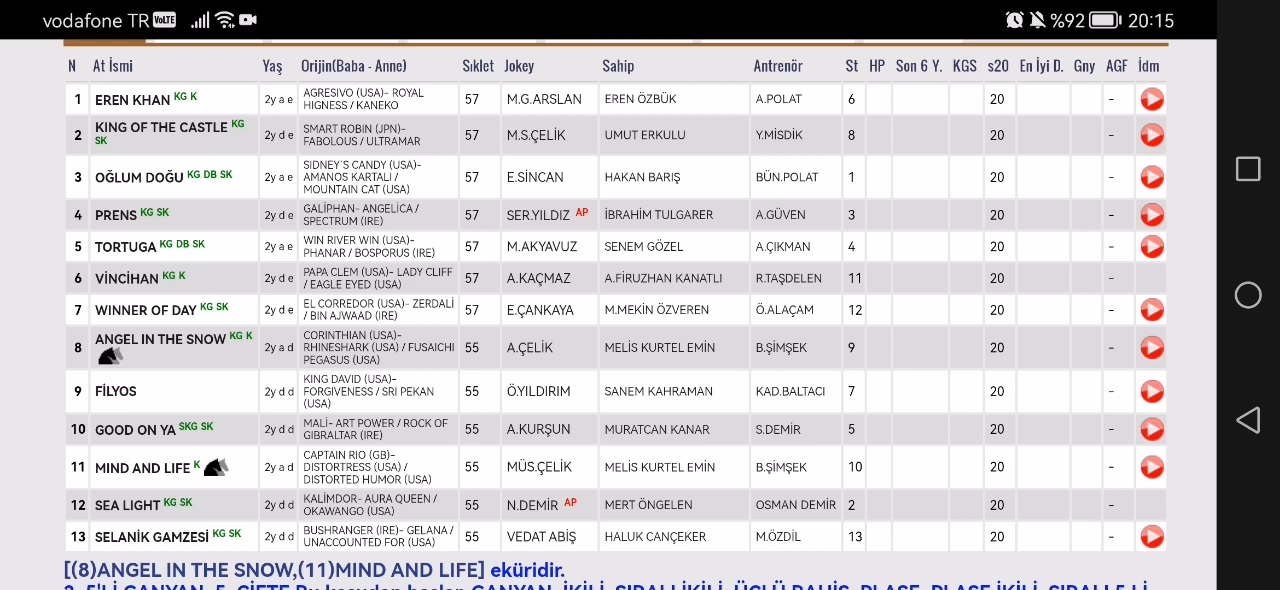 vodafone TR VoLTE %92 20:15
N At İsmi Yaş Orijin(Baba - Anne) Sıklet Jokey Sahip Antrenör St HP Son 6 Y. KGS s20 En İyi D. Gny AGF İdm
1 EREN KHAN KG K 2y a e AGRESIVO (USA)- ROYAL HIGNESS / KANEKO 57 M.G.ARSLAN EREN ÖZBÜK A.POLAT 6 20 -
2 KING OF THE CASTLE KG SK 2y d e SMART ROBIN (JPN)- FABOLOUS / ULTRAMAR 57 M.S.ÇELİK UMUT ERKULU Y.MİSDİK 8 20 -
3 OĞLUM DOĞU KG DB SK 2y a e SIDNEY`S CANDY (USA)- AMANOS KARTALI / MOUNTAIN CAT (USA) 57 E.SİNCAN HAKAN BARIŞ BÜN.POLAT 1 20 -
4 PRENS KG SK 2y d e GALİPHAN- ANGELİCA / SPECTRUM (IRE) 57 SER.YILDIZ AP İBRAHİM TULGARER A.GÜVEN 3 20 -
5 TORTUGA KG DB SK 2y a e WIN RIVER WIN (USA)- PHANAR / BOSPORUS (IRE) 57 M.AKYAVUZ SENEM GÖZEL A.ÇIKMAN 4 20 -
6 VİNCİHAN KG K 2y d e PAPA CLEM (USA)- LADY CLIFF / EAGLE EYED (USA) 57 A.KAÇMAZ A.FİRUZHAN KANATLI R.TAŞDELEN 11 20 -
7 WINNER OF DAY KG SK 2y d e EL CORREDOR (USA)- ZERDALİ / BIN AJWAAD (IRE) 57 E.ÇANKAYA M.MEKİN ÖZVEREN Ö.ALAÇAM 12 20 -
8 ANGEL IN THE SNOW KG K 2y a d CORINTHIAN (USA)- RHINESHARK (USA) / FUSAICHI PEGASUS (USA) 55 A.ÇELİK MELİS KURTEL EMİN B.ŞİMŞEK 9 20 -
9 FİLYOS 2y d d KING DAVID (USA)- FORGIVENESS / SRI PEKAN (USA) 55 Ö.YILDIRIM SANEM KAHRAMAN KAD.BALTACI 7 20 -
10 GOOD ON YA SKG SK 2y d d MALİ- ART POWER / ROCK OF GIBRALTAR (IRE) 55 A.KURŞUN MURATCAN KANAR S.DEMİR 5 20 -
11 MIND AND LIFE K 2y a d CAPTAIN RIO (GB)- DISTORTRESS (USA) / DISTORTED HUMOR (USA) 55 MÜS.ÇELİK MELİS KURTEL EMİN B.ŞİMŞEK 10 20 -
12 SEA LIGHT KG SK 2y d d KALİMDOR- AURA QUEEN / OKAWANGO (USA) 55 N.DEMİR AP MERT ÖNGELEN OSMAN DEMİR 2 20 -
13 SELANİK GAMZESİ KG SK 2y d d BUSHRANGER (IRE)- GELANA / UNACCOUNTED FOR (USA) 55 VEDAT ABİŞ HALUK CANÇEKER M.ÖZDİL 13 20 -
[(8)ANGEL IN THE SNOW,(11)MIND AND LIFE] eküridir.